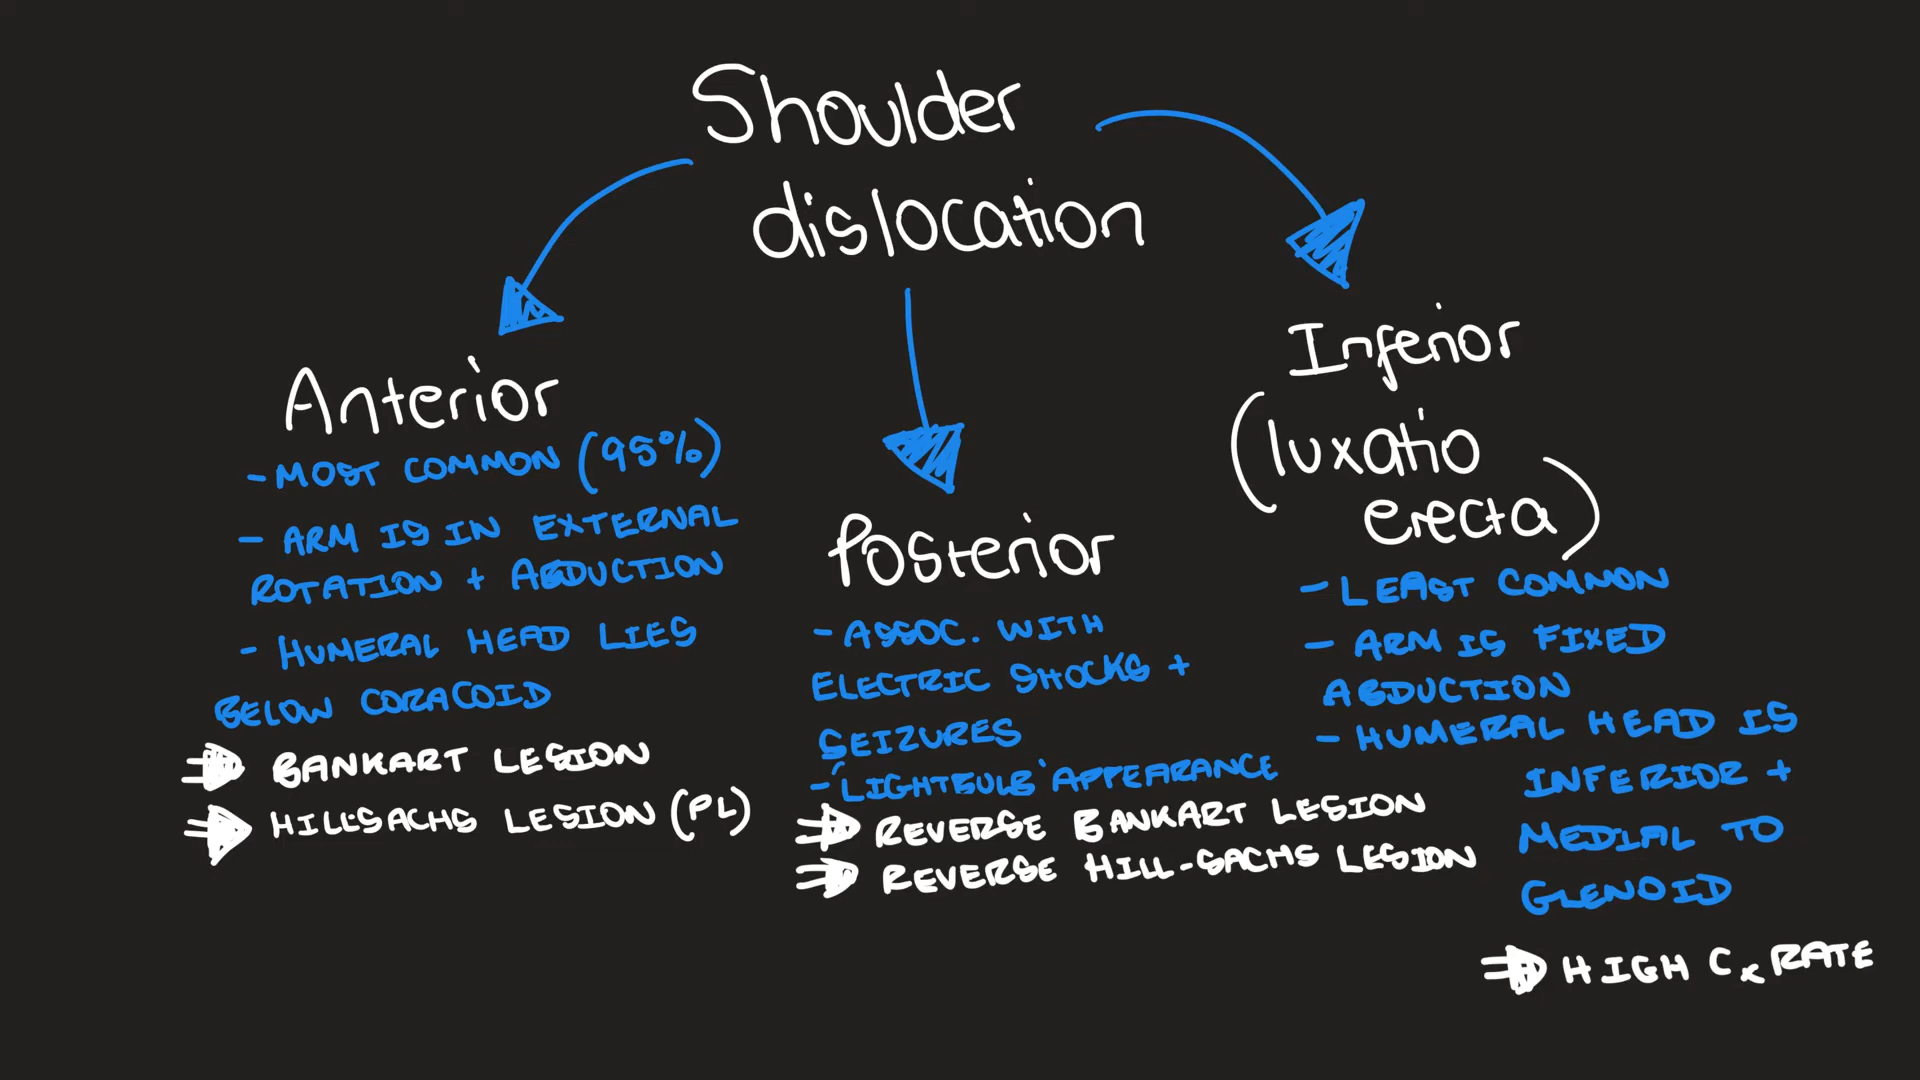 Shoulder
dislocation
Anterior
- MOST COMMON (95%)
- ARM IS IN EXTERNAL
ROTATION + ABDUCTION
- HUMERAL HEAD LIES
BELOW CORACOID
⇒ BANKART LESION
⇒ HILL-SACHS LESION (PL)
Posterior
- ASSOC. WITH
ELECTRIC SHOCKS +
SEIZURES
- 'LIGHTBULB' APPEARANCE
⇒ REVERSE BANKART LESION
⇒ REVERSE HILL-SACHS LESION
Inferior
(luxatio
erecta)
- LEAST COMMON
- ARM IS FIXED
ABDUCTION
- HUMERAL HEAD IS
INFERIOR +
MEDIAL TO
GLENOID
⇒ HIGH Cx RATE